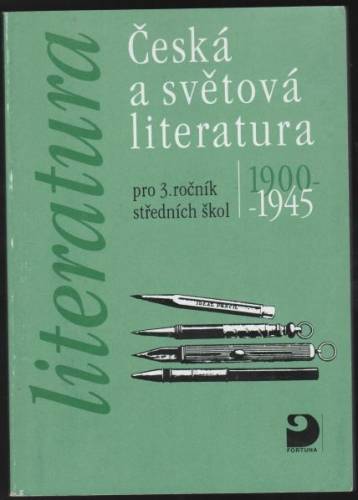 literatura
Česká
a světová
literatura
pro 3. ročník
středních škol
1900-
-1945
FORTUNA